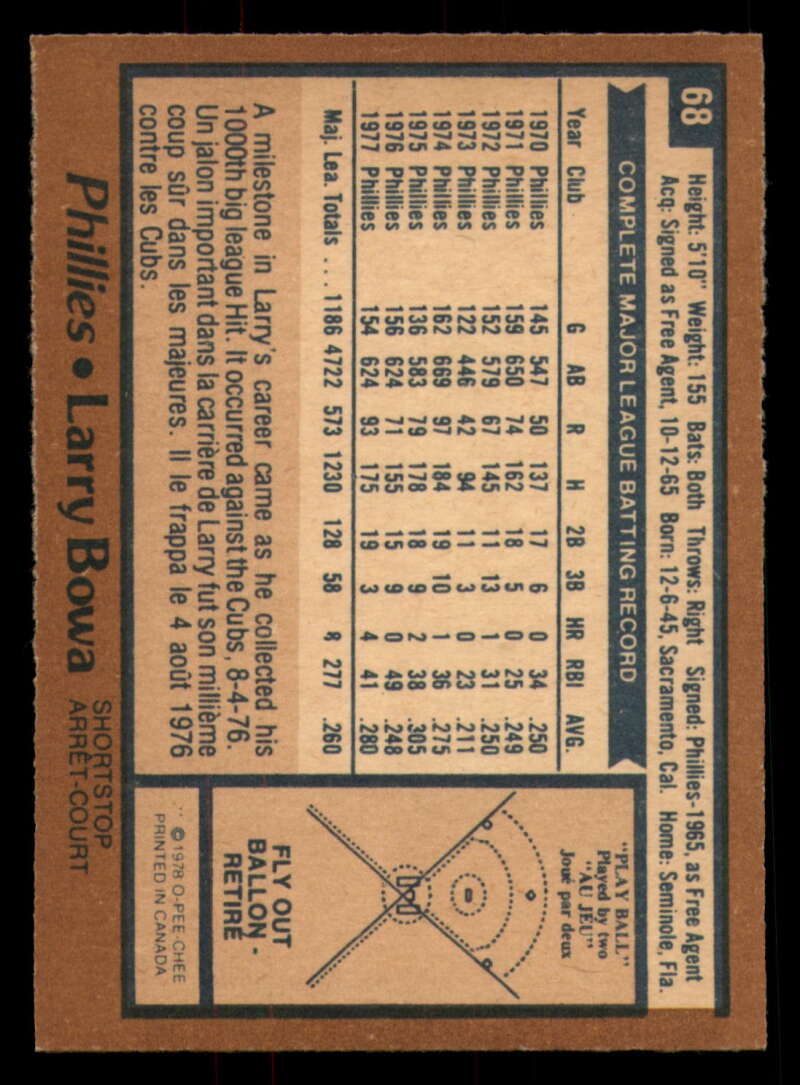 68
Height: 5'10" Weight: 155 Bats: Both Throws: Right Signed: Phillies-1965, as Free Agent
Acq: Signed as Free Agent, 10-12-65 Born: 12-6-45, Sacramento, Cal. Home: Seminole, Fla.
COMPLETE MAJOR LEAGUE BATTING RECORD
Year Club G AB R H 2B 3B HR RBI AVG.
1970 Phillies 145 547 50 137 17 6 0 34 .250
1971 Phillies 159 650 74 162 18 5 0 25 .249
1972 Phillies 152 579 67 145 11 13 1 31 .250
1973 Phillies 122 446 42 94 11 3 0 23 .211
1974 Phillies 162 669 97 184 19 10 1 36 .275
1975 Phillies 136 583 79 178 18 9 2 38 .305
1976 Phillies 156 624 71 155 15 9 0 49 .248
1977 Phillies 154 624 93 175 19 3 4 41 .280
Maj. Lea. Totals ... 1186 4722 573 1230 128 58 8 277 .260
A milestone in Larry's career came as he collected his
1000th big league Hit. It occurred against the Cubs, 8-4-76.
Un jalon important dans la carrière de Larry fut son millième
coup sûr dans les majeures. Il le frappa le 4 août 1976
contre les Cubs.
"PLAY BALL"
Played by two
"AU JEU"
Joué par deux
FLY OUT
BALLON -
RETIRÉ
© 1978 O-PEE-CHEE
PRINTED IN CANADA
Phillies • Larry Bowa
SHORTSTOP
ARRÊT-COURT